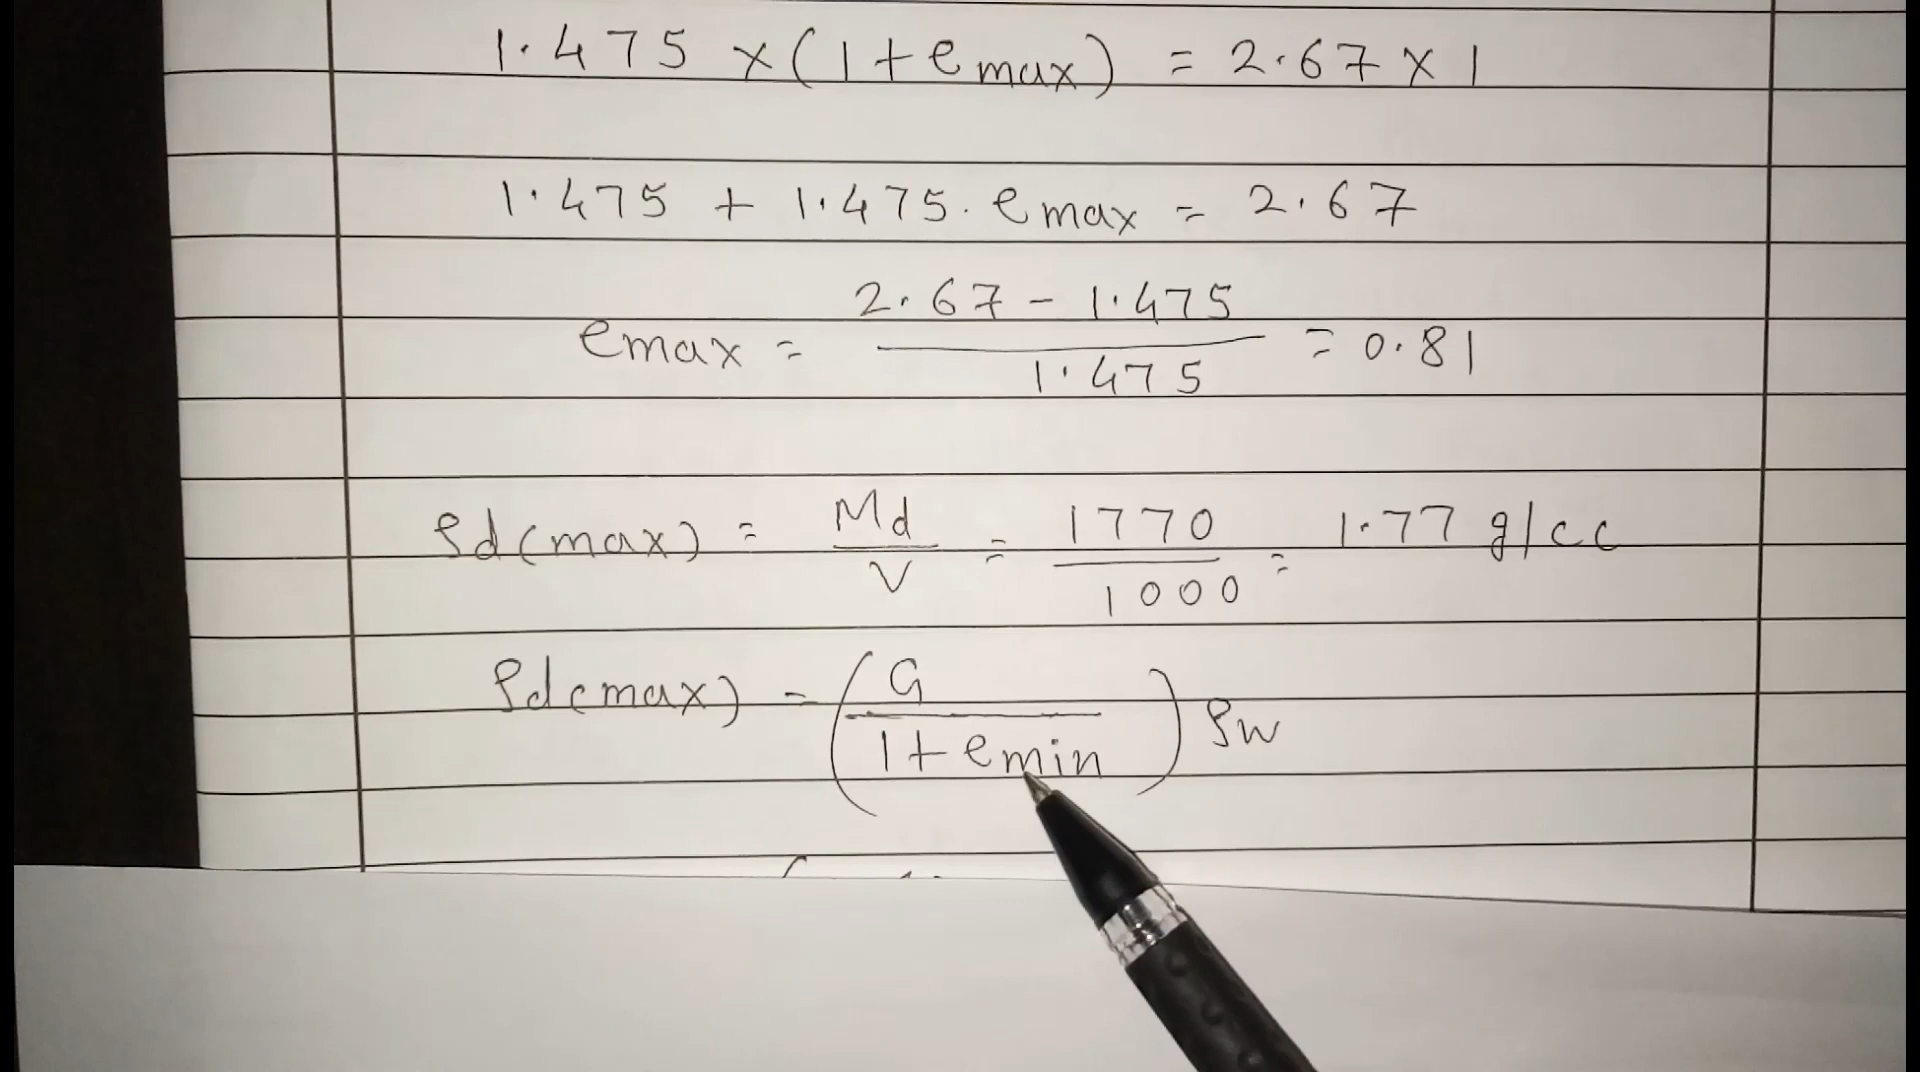 1.475 x (1 + emax) = 2.67 x 1
1.475 + 1.475. emax = 2.67
emax = 2.67 - 1.475 / 1.475 = 0.81
ρd(max) = Md / V = 1770 / 1000 = 1.77 g/cc
ρd(max) = (G / 1 + emin) ρw